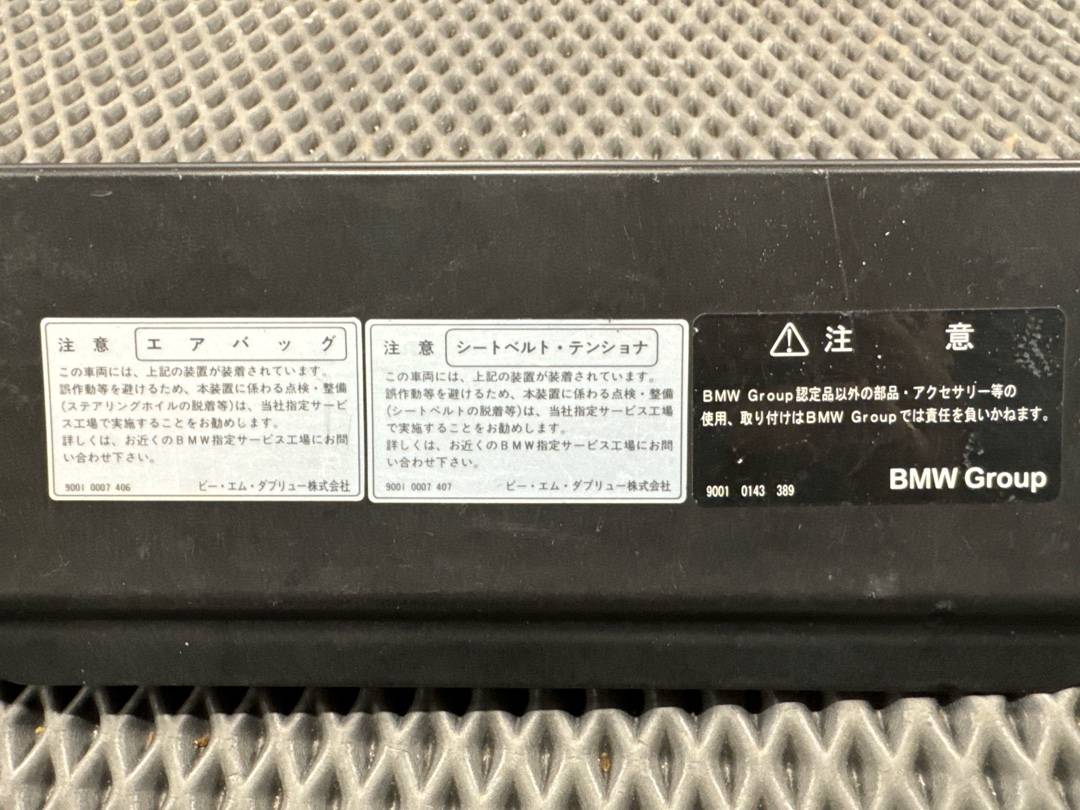 注意 エアバッグ
この車両には、上記の装置が装着されています。
誤作動等を避けるため、本装置に係わる点検・整備
(ステアリングホイルの脱着等)は、当社指定サービ
ス工場で実施することをお勧めします。
詳しくは、お近くのBMW指定サービス工場にお問
い合わせ下さい。
9001 0007 406 ビー・エム・ダブリュー株式会社
注意 シートベルト・テンショナ
この車両には、上記の装置が装着されています。
誤作動等を避けるため、本装置に係わる点検・整備
(シートベルトの脱着等)は、当社指定サービス工場
で実施することをお勧めします。
詳しくは、お近くのBMW指定サービス工場にお問
い合わせ下さい。
9001 0007 407 ビー・エム・ダブリュー株式会社
注意
BMW Group認定品以外の部品・アクセサリー等の
使用、取り付けはBMW Groupでは責任を負いかねます。
BMW Group
9001 0143 389